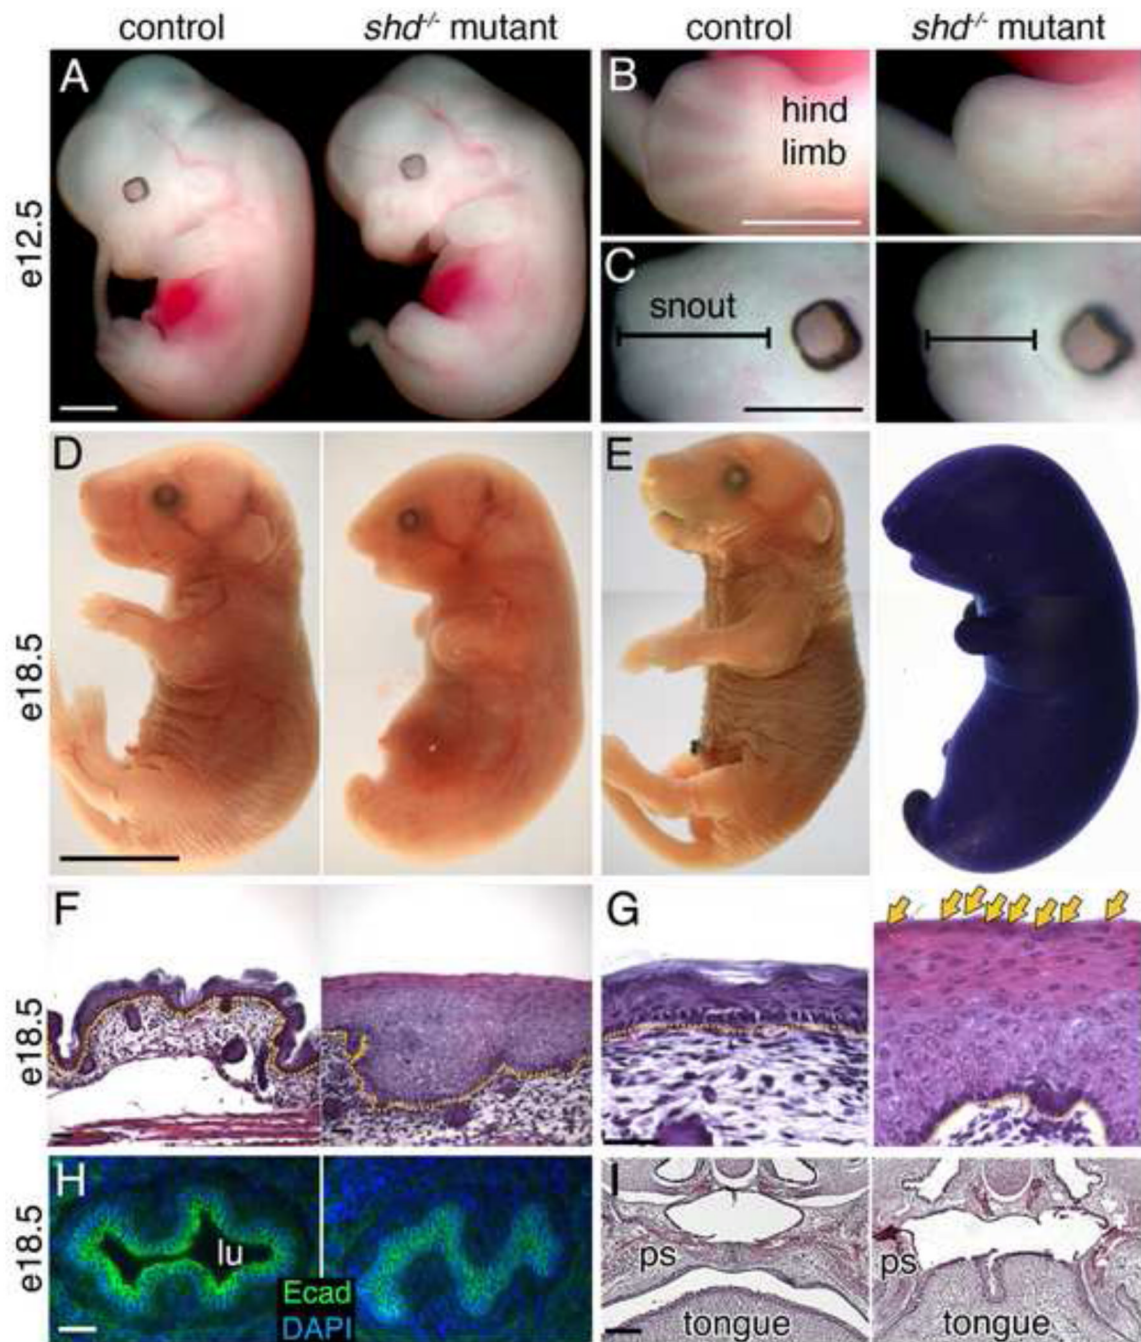 control shd-/- mutant control shd-/- mutant
A
B
hind
limb
e12.5
C
snout
D
E
e18.5
F
G
e18.5
H
I
lu
ps
ps
e18.5
Ecad
DAPI
tongue
tongue